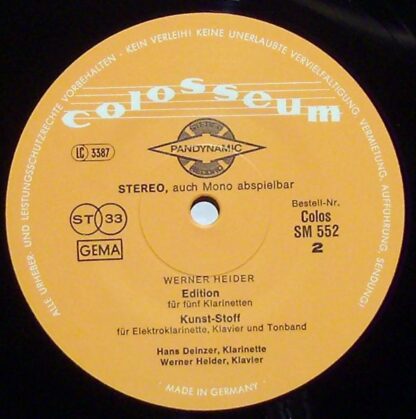 ALLE URHEBER- UND LEISTUNGSSCHUTZRECHTE VORBEHALTEN - KEIN VERLEIH! KEINE UNERLAUBTE VERVIELFÄLTIGUNG, VERMIETUNG, AUFFÜHRUNG, SENDUNG!
colosseum
LC 3387
PANDYNAMIC
STEREO, auch Mono abspielbar
ST 33
GEMA
Bestell-Nr.
Colos
SM 552
2
WERNER HEIDER
Edition
für fünf Klarinetten
Kunst-Stoff
für Elektroklarinette, Klavier und Tonband
Hans Deinzer, Klarinette
Werner Heider, Klavier
· MADE IN GERMANY ·